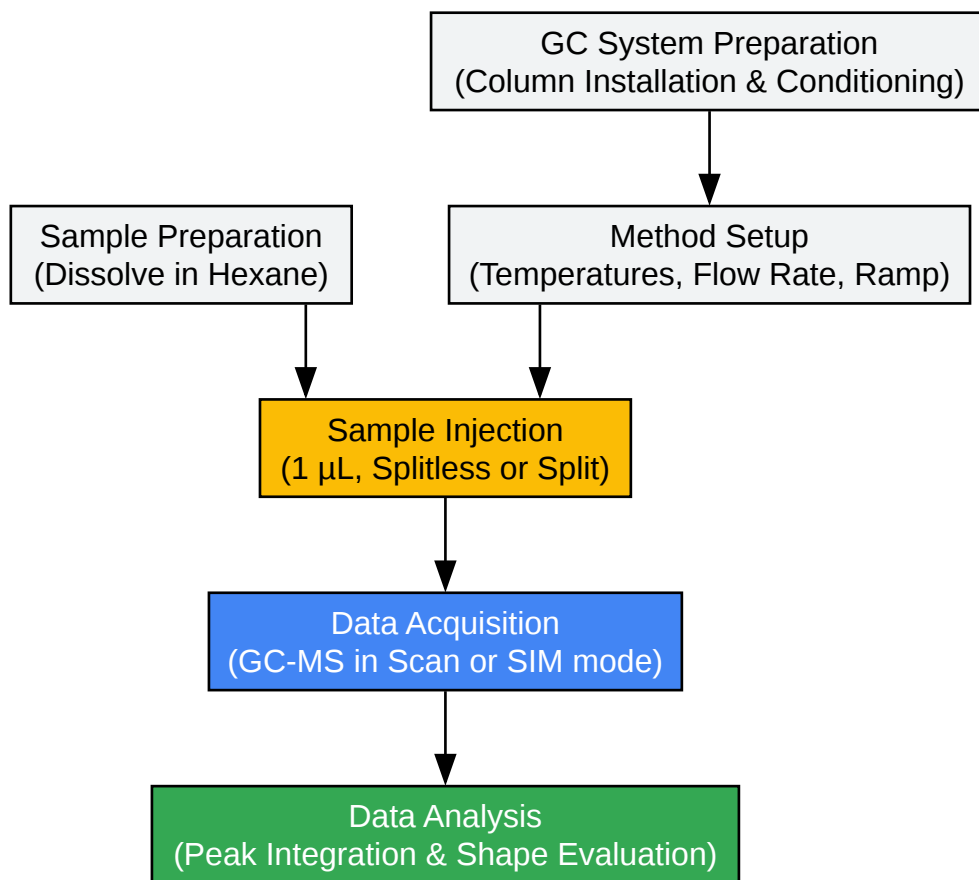 GC System Preparation
(Column Installation & Conditioning)
Sample Preparation
(Dissolve in Hexane)
Method Setup
(Temperatures, Flow Rate, Ramp)
Sample Injection
(1 µL, Splitless or Split)
Data Acquisition
(GC-MS in Scan or SIM mode)
Data Analysis
(Peak Integration & Shape Evaluation)